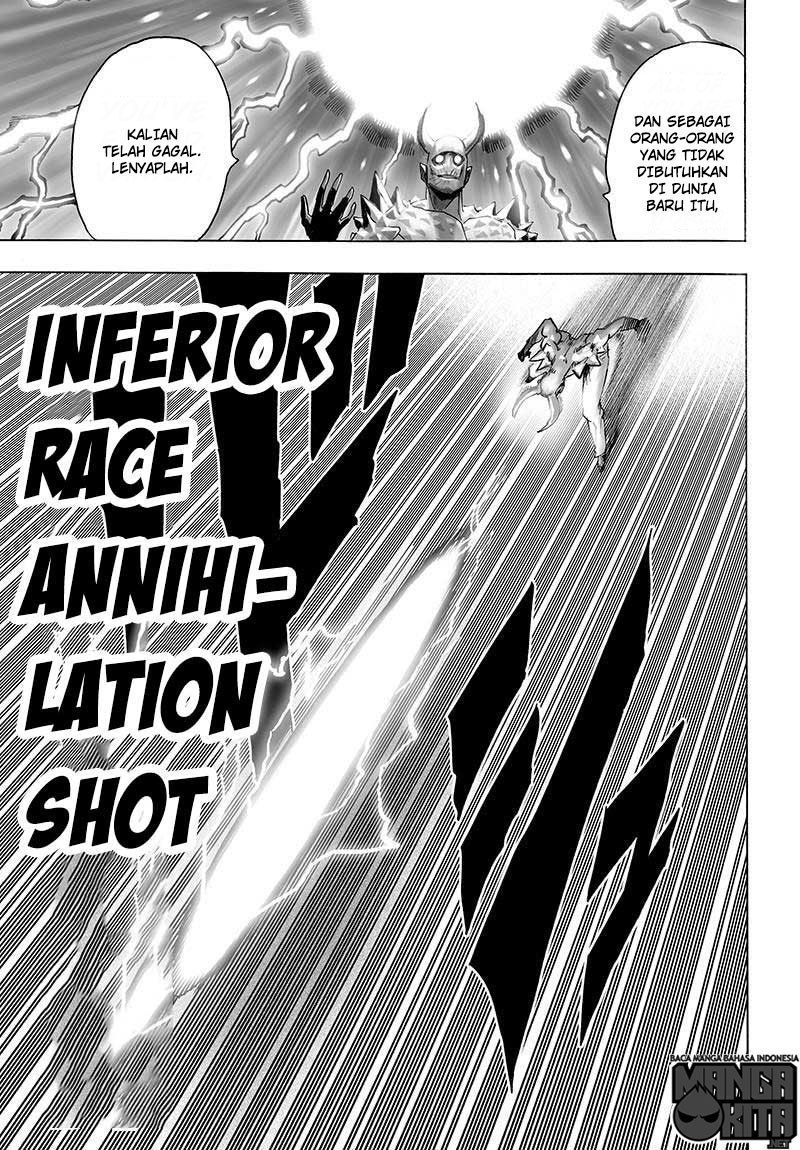 DAN SEBAGAI
ORANG-ORANG
YANG TIDAK
DIBUTUHKAN
DI DUNIA
BARU ITU,
KALIAN
TELAH GAGAL.
LENYAPLAH.
INFERIOR
RACE
ANNIHI-
LATION
SHOT
BACA MANGA BAHASA INDONESIA
MANGA
KITA
.NET